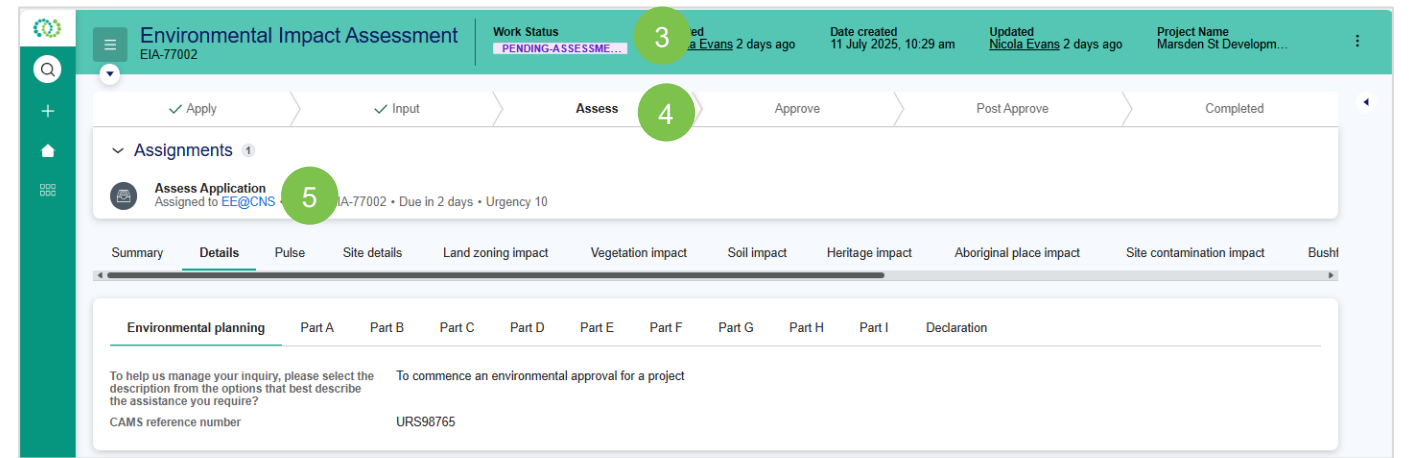 Environmental Impact Assessment
EIA-77002
Work Status
PENDING-ASSESSME...
3
Evans 2 days ago
Date created
11 July 2025, 10:29 am
Updated
Nicola Evans 2 days ago
Project Name
Marsden St Developm...
Apply
Input
Assess
4
Approve
Post Approve
Completed
Assignments 1
Assess Application
Assigned to EE@CNS • 5 IA-77002 • Due in 2 days • Urgency 10
Summary
Details
Pulse
Site details
Land zoning impact
Vegetation impact
Soil impact
Heritage impact
Aboriginal place impact
Site contamination impact
Bushf
Environmental planning
Part A
Part B
Part C
Part D
Part E
Part F
Part G
Part H
Part I
Declaration
To help us manage your inquiry, please select the
description from the options that best describe
the assistance you require?
To commence an environmental approval for a project
CAMS reference number
URS98765